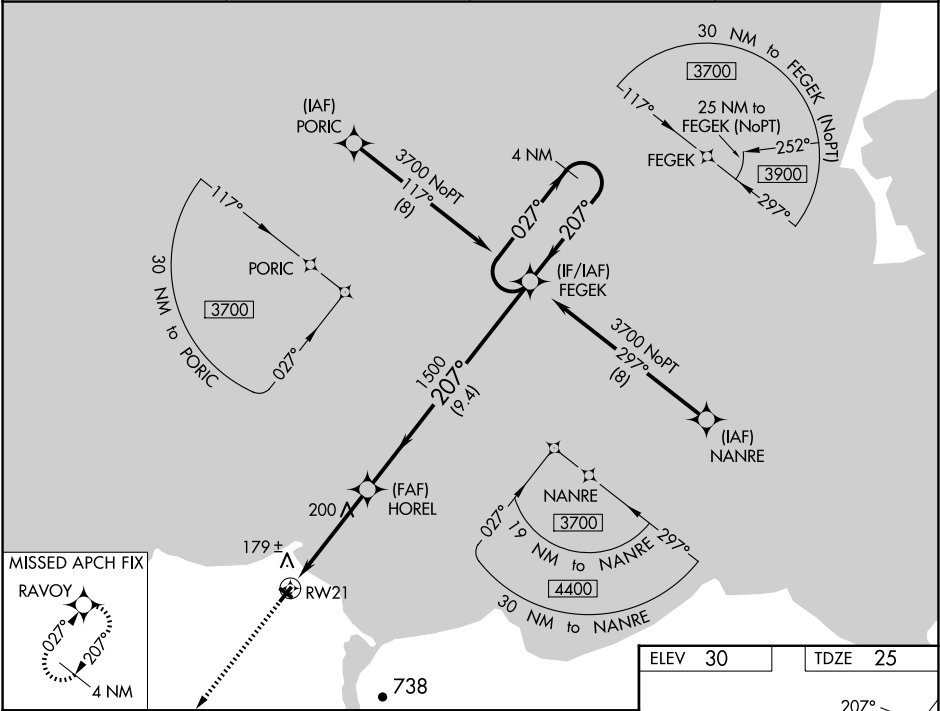 30 NM to FEGEK (NoPT)
3700
117°
25 NM to
FEGEK (NoPT)
252°
FEGEK
3900
297°
(IAF)
PORIC
3700 NoPT
117°
(8)
4 NM
027°
207°
(IF/IAF)
FEGEK
117°
PORIC
3700
30 NM to PORIC
027°
3700 NoPT
297°
(8)
(IAF)
NANRE
1500
207°
(9.4)
(FAF)
HOREL
200
179 ±
RW21
NANRE
3700
027°
297°
19 NM to NANRE
4400
30 NM to NANRE
MISSED APCH FIX
RAVOY
027°
207°
4 NM
738
ELEV 30
TDZE 25
207°